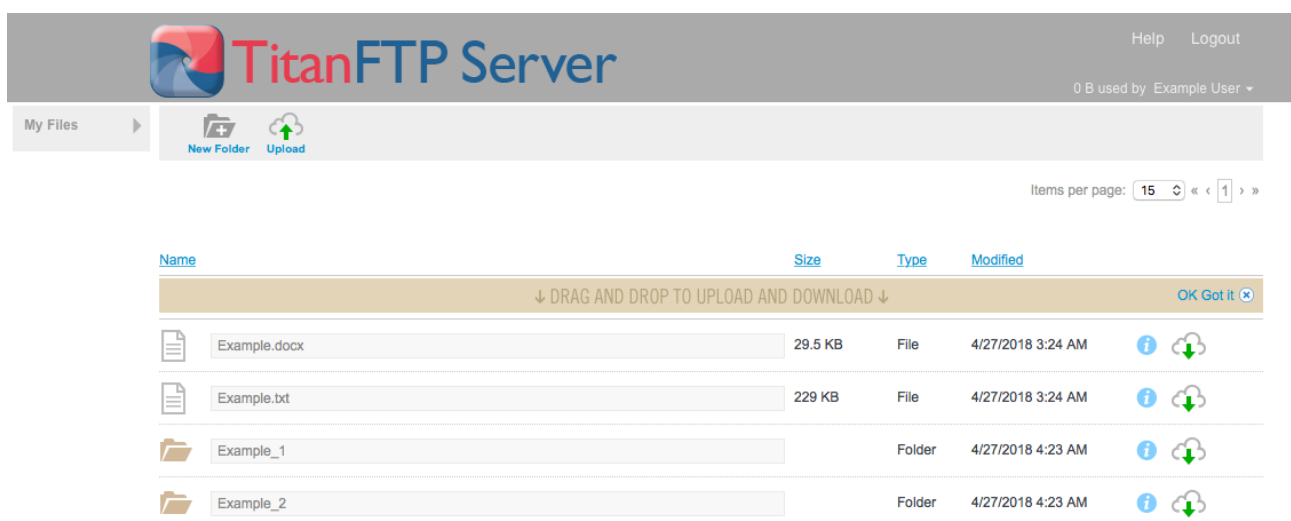 TitanFTP Server
Help Logout
0 B used by Example User
My Files
New Folder Upload
Items per page: 15 « ‹ 1 › »
Name Size Type Modified
↓ DRAG AND DROP TO UPLOAD AND DOWNLOAD ↓ OK Got it
Example.docx 29.5 KB File 4/27/2018 3:24 AM
Example.txt 229 KB File 4/27/2018 3:24 AM
Example_1 Folder 4/27/2018 4:23 AM
Example_2 Folder 4/27/2018 4:23 AM